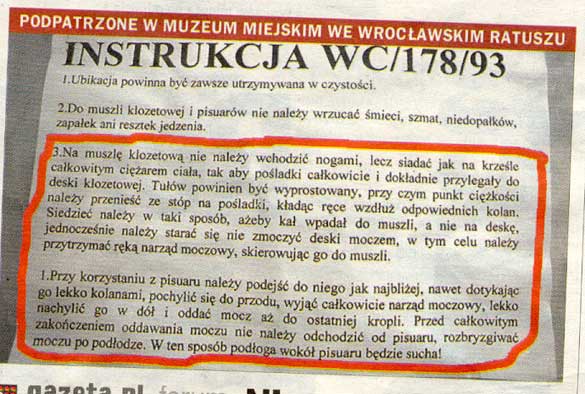 PODPATRZONE W MUZEUM MIEJSKIM WE WROCŁAWSKIM RATUSZU
INSTRUKCJA WC/178/93
1.Ubikacja powinna być zawsze utrzymywana w czystości.
2.Do muszli klozetowej i pisuarów nie należy wrzucać śmieci, szmat, niedopałków,
zapałek ani resztek jedzenia.
3.Na muszlę klozetową nie należy wchodzić nogami, lecz siadać jak na krześle
całkowitym ciężarem ciała, tak aby pośladki całkowicie i dokładnie przylegały do
deski klozetowej. Tułów powinien być wyprostowany, przy czym punkt ciężkości
należy przenieść ze stóp na pośladki, kładąc ręce wzdłuż odpowiednich kolan.
Siedzieć należy w taki sposób, ażeby kał wpadał do muszli, a nie na deskę,
jednocześnie należy starać się nie zmoczyć deski moczem, w tym celu należy
przytrzymać ręką narząd moczowy, skierowując go do muszli.
1.Przy korzystaniu z pisuaru należy podejść do niego jak najbliżej, nawet dotykając
go lekko kolanami, pochylić się do przodu, wyjąć całkowicie narząd moczowy, lekko
nachylić go w dół i oddać mocz aż do ostatniej kropli. Przed całkowitym
zakończeniem oddawania moczu nie należy odchodzić od pisuaru, rozbryzgiwać
moczu po podłodze. W ten sposób podłoga wokół pisuaru będzie sucha!
gazeta.pl forum